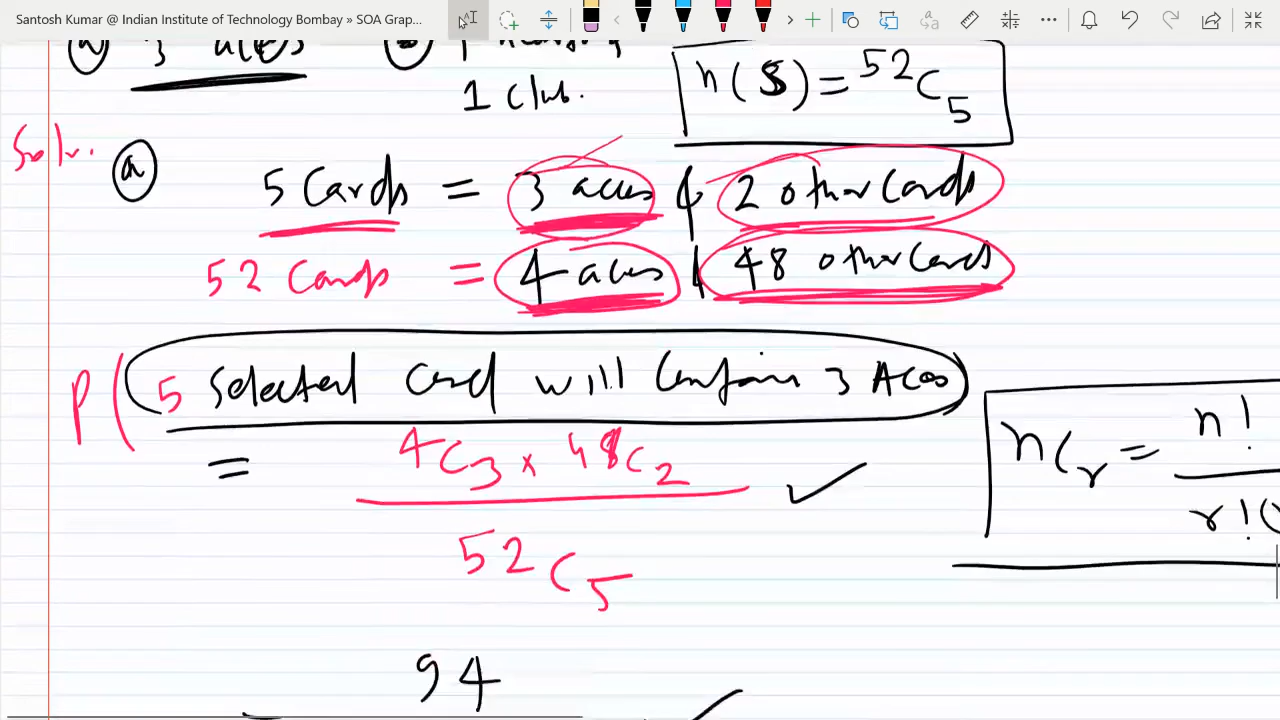 Santosh Kumar @ Indian Institute of Technology Bombay » SOA Grap...
(a) 3 aces
1 club.
n(S) = 52C5
Soln. (a)
5 Cards = 3 aces & 2 other Cards
52 Cards = 4 aces & 48 other Cards
P( 5 Selected Card will Contain 3 Aces )
= 4C3 x 48C2
52C5
nCr = n!
r!(
94